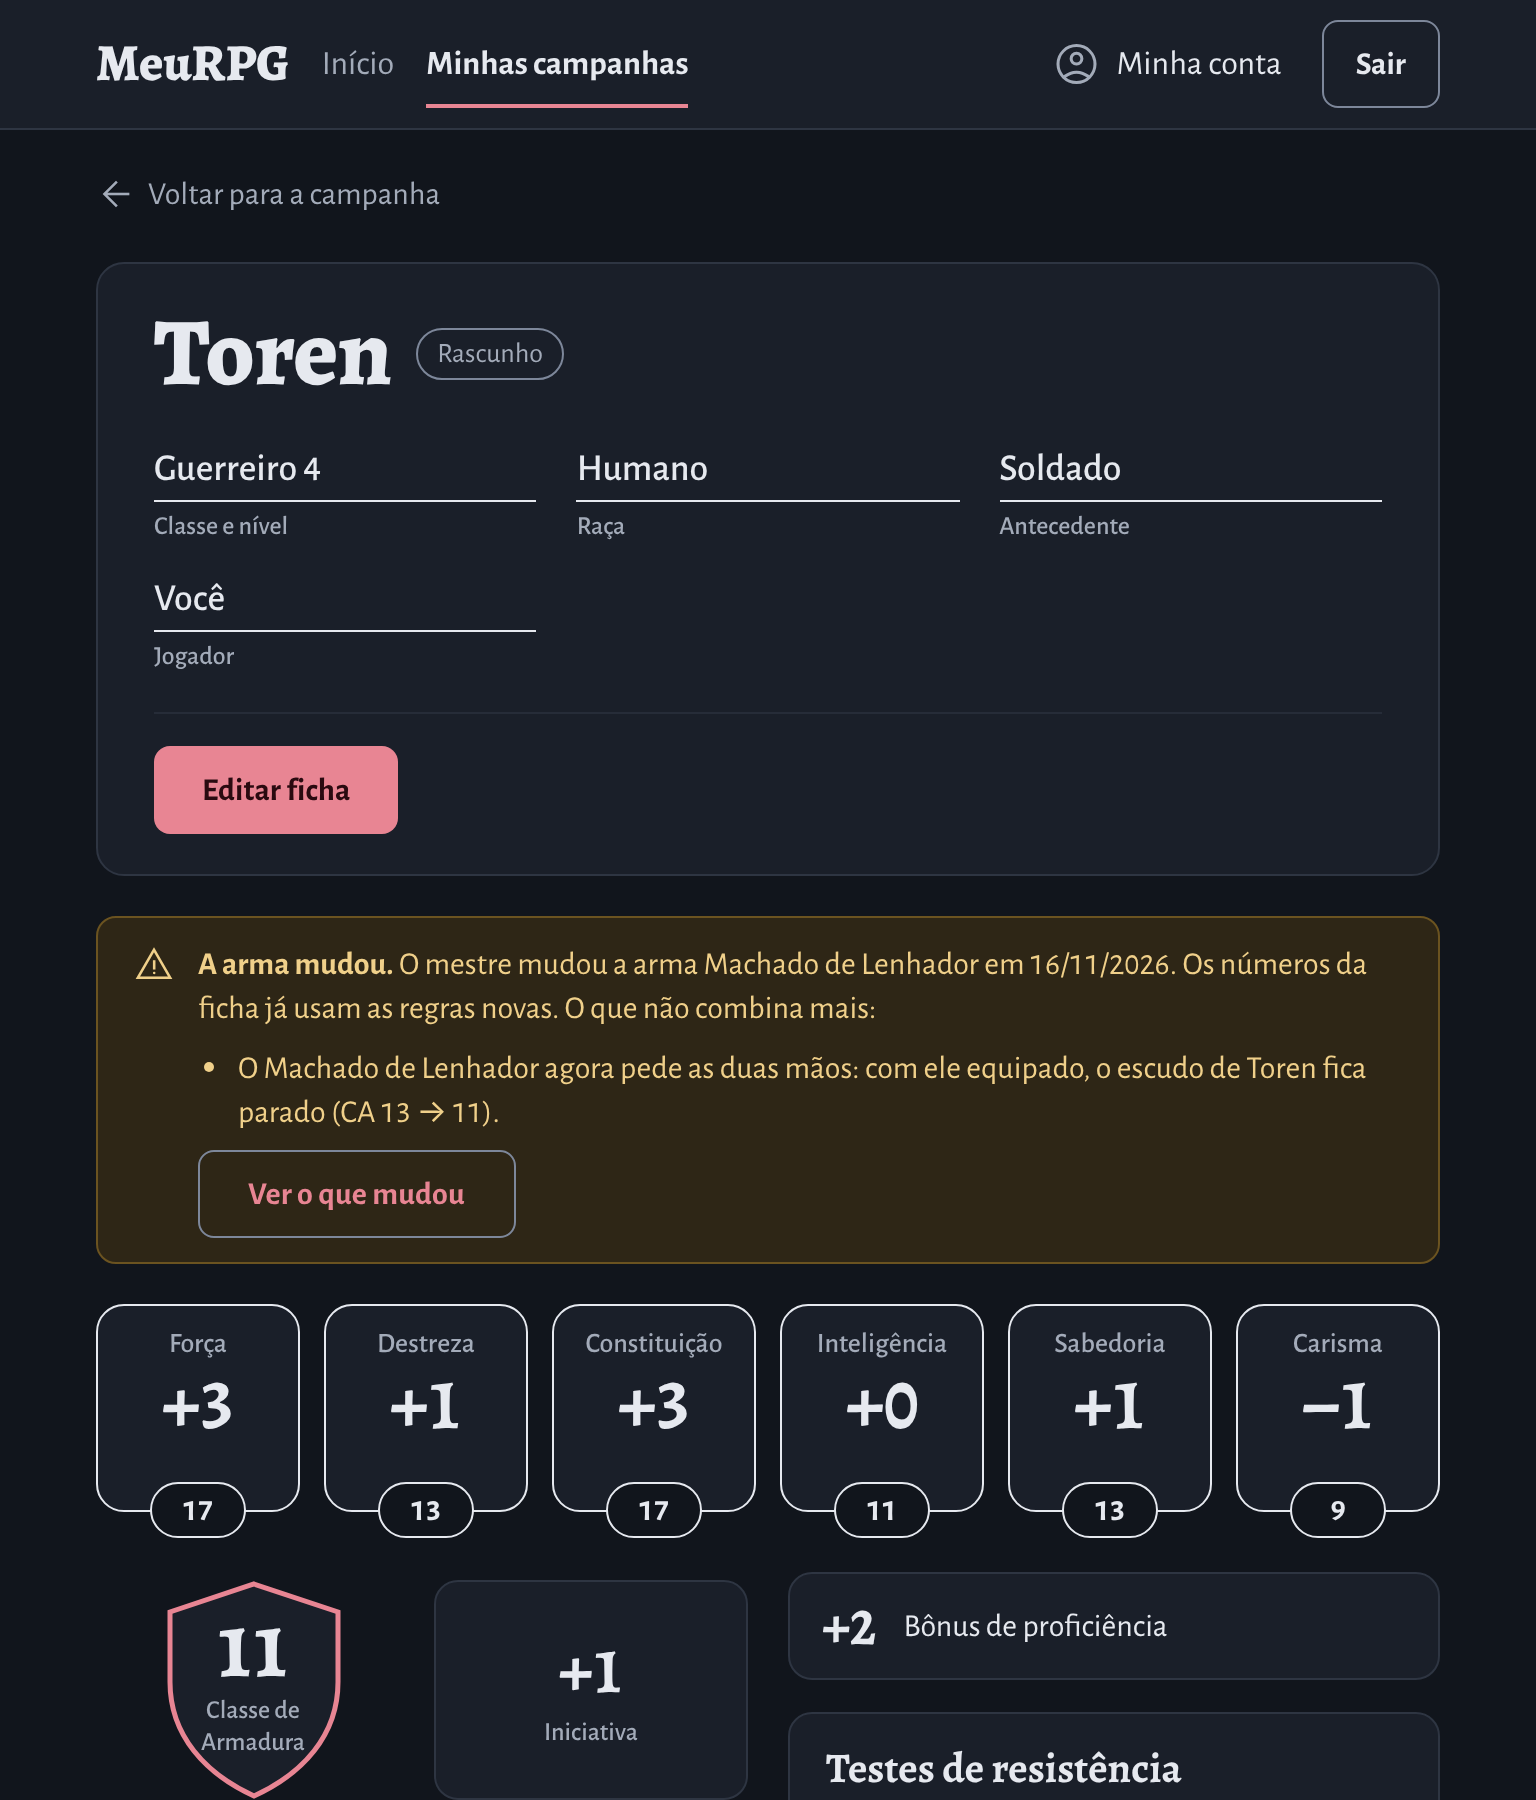 MeuRPG Início Minhas campanhas Minha conta Sair
Voltar para a campanha
Toren Rascunho
Guerreiro 4 Humano Soldado
Classe e nível Raça Antecedente
Você
Jogador
Editar ficha
A arma mudou. O mestre mudou a arma Machado de Lenhador em 16/11/2026. Os números da
ficha já usam as regras novas. O que não combina mais:
• O Machado de Lenhador agora pede as duas mãos: com ele equipado, o escudo de Toren fica
parado (CA 13 → 11).
Ver o que mudou
Força Destreza Constituição Inteligência Sabedoria Carisma
+3 +1 +3 +0 +1 −1
17 13 17 11 13 9
11
Classe de
Armadura
+1
Iniciativa
+2 Bônus de proficiência
Testes de resistência